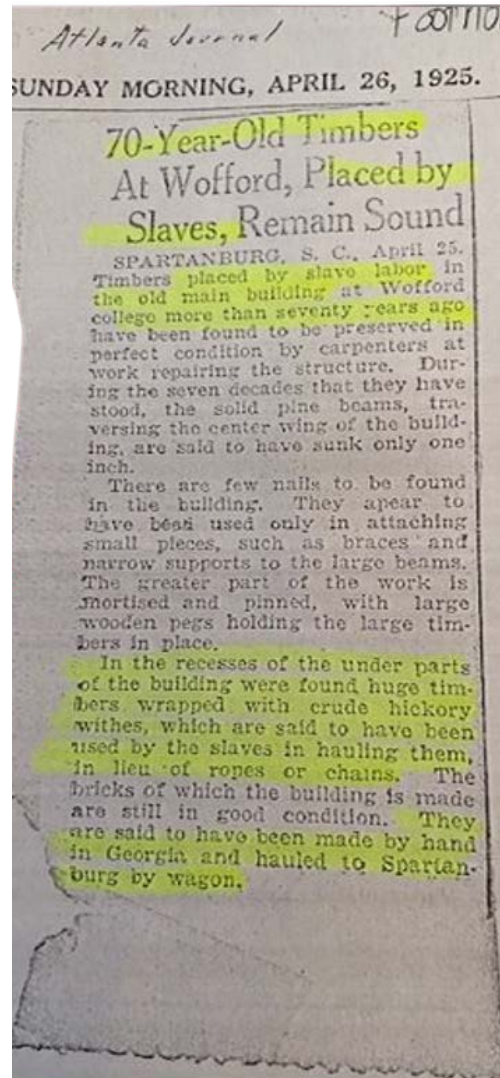 Atlanta Journal
SUNDAY MORNING, APRIL 26, 1925.
70-Year-Old Timbers
At Wofford, Placed by
Slaves, Remain Sound
SPARTANBURG, S. C., April 25.
Timbers placed by slave labor in
the old main building at Wofford
college more than seventy years ago
have been found to be preserved in
perfect condition by carpenters at
work repairing the structure. Dur-
ing the seven decades that they have
stood, the solid pine beams, tra-
versing the center wing of the build-
ing, are said to have sunk only one
inch.
There are few nails to be found
in the building. They apear to
have been used only in attaching
small pieces, such as braces and
narrow supports to the large beams.
The greater part of the work is
mortised and pinned, with large
wooden pegs holding the large tim-
bers in place.
In the recesses of the under parts
of the building were found huge tim-
bers wrapped with crude hickory
withes, which are said to have been
used by the slaves in hauling them,
in lieu of ropes or chains. The
bricks of which the building is made
are still in good condition. They
are said to have been made by hand
in Georgia and hauled to Spartan-
burg by wagon.